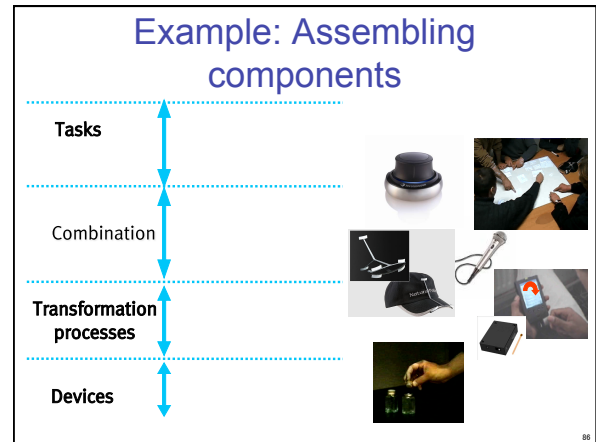 Example: Assembling
components
Tasks
Combination
Transformation
processes
Devices
86